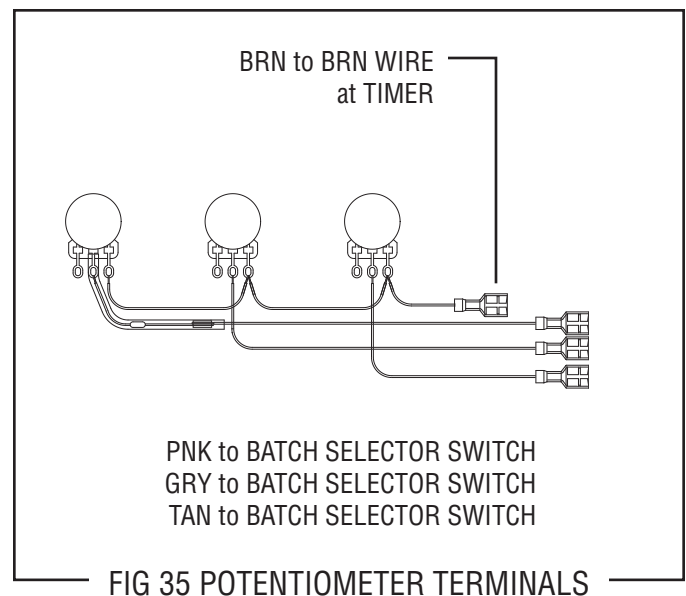 BRN to BRN WIRE
at TIMER
PNK to BATCH SELECTOR SWITCH
GRY to BATCH SELECTOR SWITCH
TAN to BATCH SELECTOR SWITCH
FIG 35 POTENTIOMETER TERMINALS